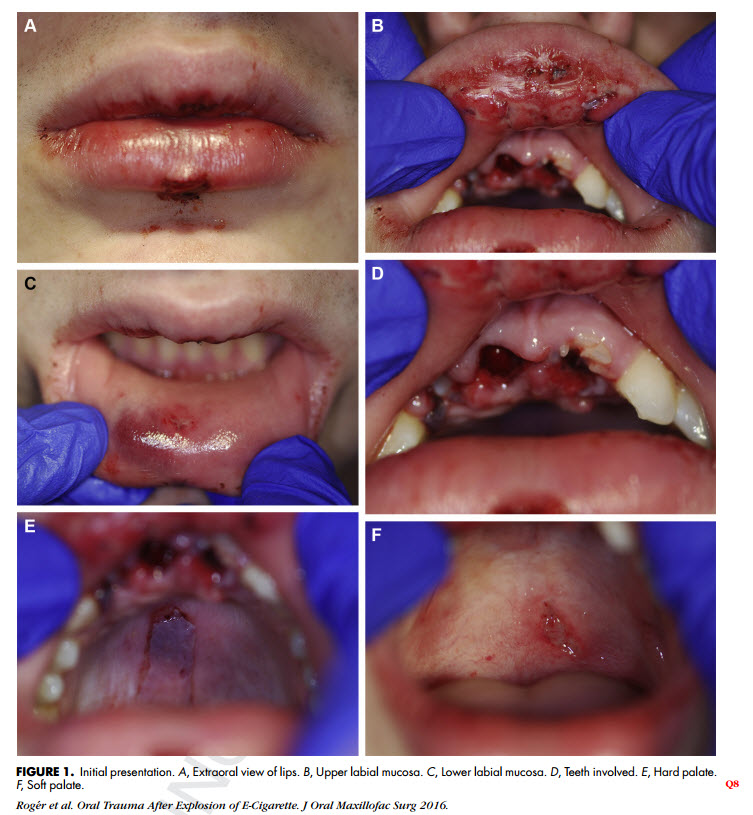 A
B
C
D
E
F
FIGURE 1. Initial presentation. A, Extraoral view of lips. B, Upper labial mucosa. C, Lower labial mucosa. D, Teeth involved. E, Hard palate.
F, Soft palate.
Q8
Rogér et al. Oral Trauma After Explosion of E-Cigarette. J Oral Maxillofac Surg 2016.